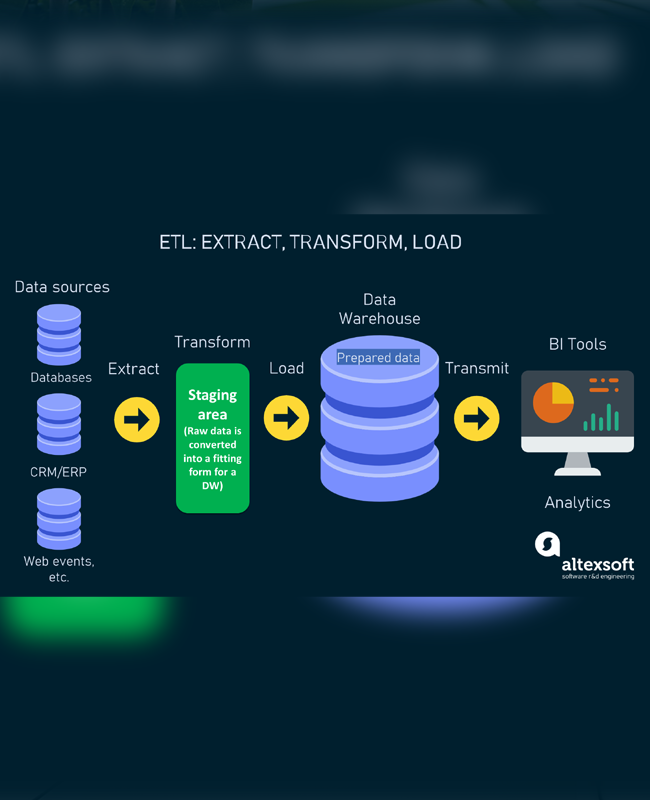 ETL: EXTRACT, TRANSFORM, LOAD
Data sources
Databases
CRM/ERP
Web events,
etc.
Extract
Transform
Staging
area
(Raw data is
converted
into a fitting
form for a
DW)
Load
Data
Warehouse
Prepared data
Transmit
BI Tools
Analytics
altexsoft
software r&d engineering